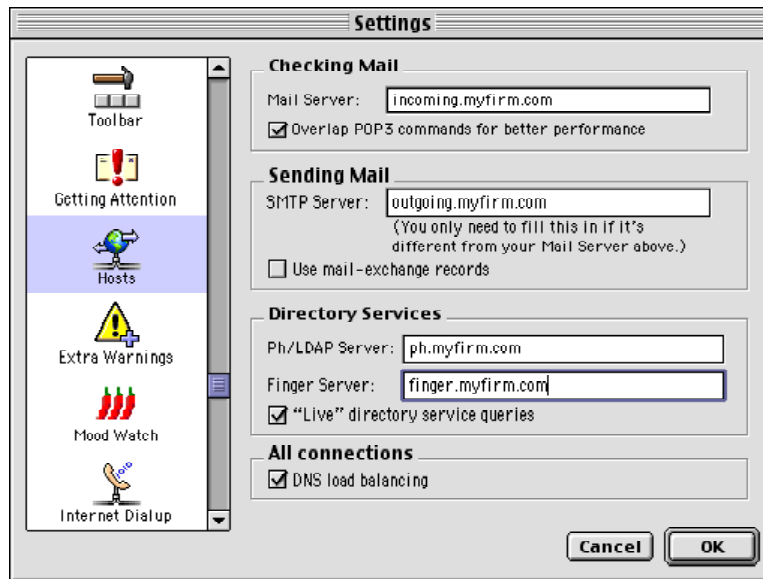 Settings
Toolbar
Getting Attention
Hosts
Extra Warnings
Mood Watch
Internet Dialup
Checking Mail
Mail Server: incoming.myfirm.com
Overlap POP3 commands for better performance
Sending Mail
SMTP Server: outgoing.myfirm.com
(You only need to fill this in if it's
different from your Mail Server above.)
Use mail-exchange records
Directory Services
Ph/LDAP Server: ph.myfirm.com
Finger Server: finger.myfirm.com
"Live" directory service queries
All connections
DNS load balancing
Cancel
OK